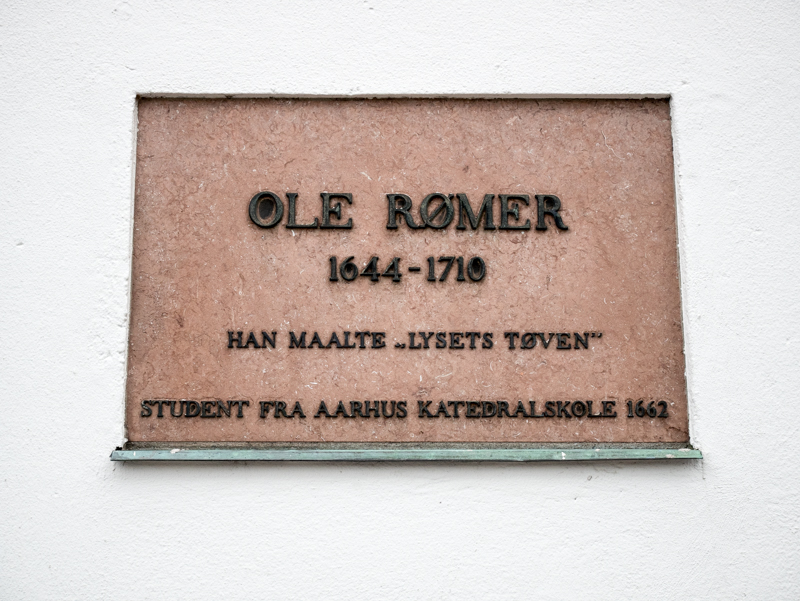 OLE RØMER
1644-1710
HAN MAALTE „LYSETS TØVEN”
STUDENT FRA AARHUS KATEDRALSKOLE 1662